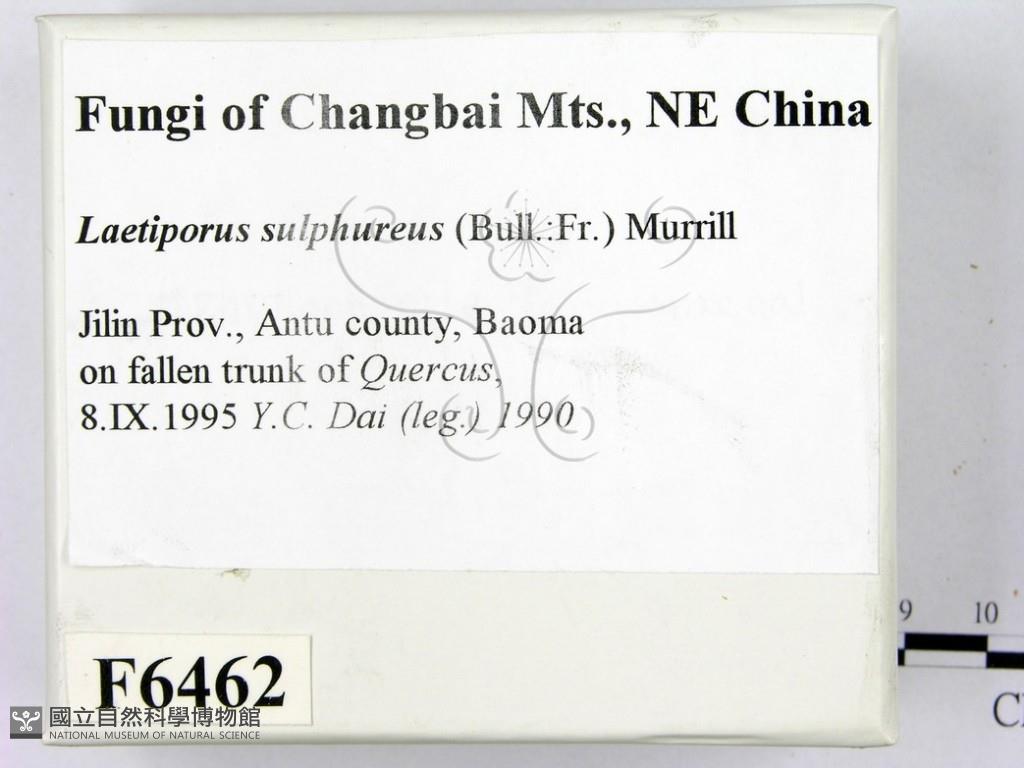 Fungi of Changbai Mts., NE China
Laetiporus sulphureus (Bull.:Fr.) Murrill
Jilin Prov., Antu county, Baoma
on fallen trunk of Quercus,
8.IX.1995 Y.C. Dai (leg.) 1990
9 10
F6462
國立自然科學博物館
NATIONAL MUSEUM OF NATURAL SCIENCE